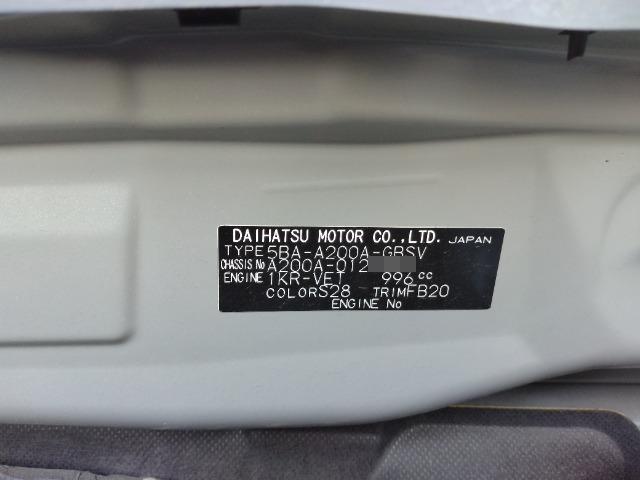 DAIHATSU MOTOR CO.,LTD. JAPAN
TYPE 5BA-A200A-GBSV
CHASSIS No A200A-012
ENGINE 1KR-VET 996cc
COLOR S28 TRIM FB20
ENGINE No